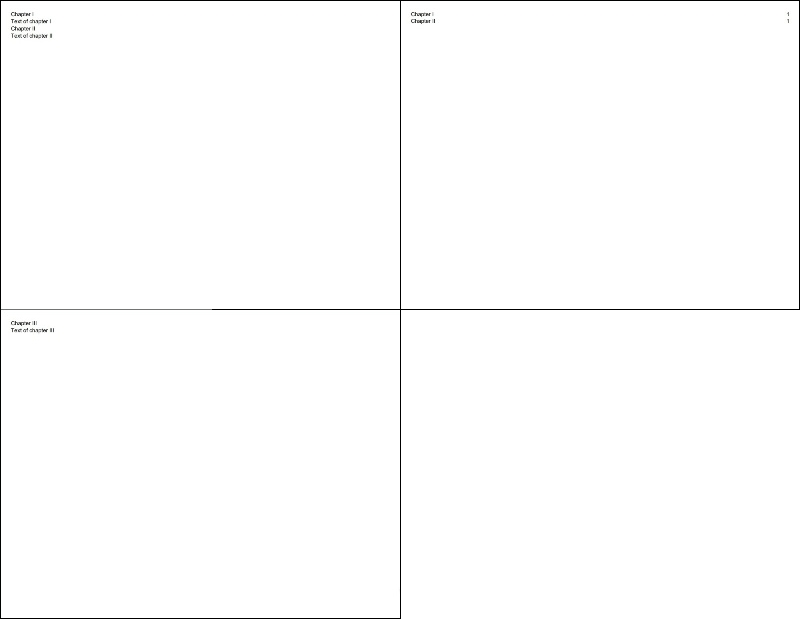 Chapter I
Text of chapter I
Chapter II
Text of chapter II
Chapter I 1
Chapter II 1
Chapter III
Text of chapter III